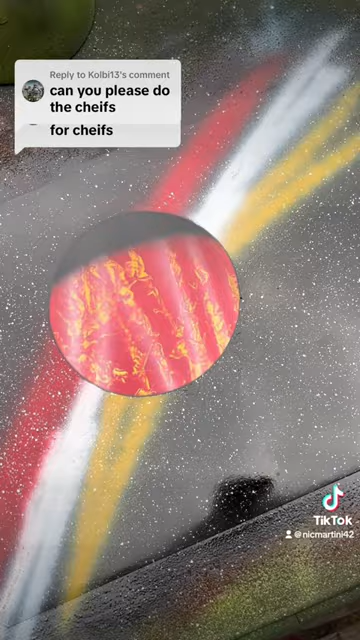 Reply to Kolbi13's comment
can you please do
the cheifs
for cheifs
TikTok
@nicmartini42